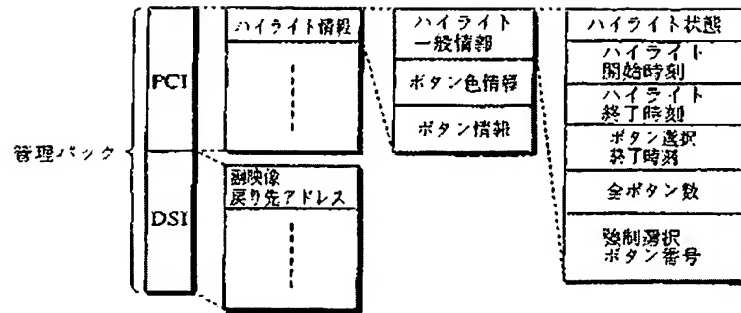 管理パック
PCI
DSI
ハイライト情報
副映像
戻り先アドレス
ハイライト
一般情報
ボタン色情報
ボタン情報
ハイライト状態
ハイライト
開始時刻
ハイライト
終了時刻
ボタン選択
終了時刻
全ボタン数
強制選択
ボタン番号